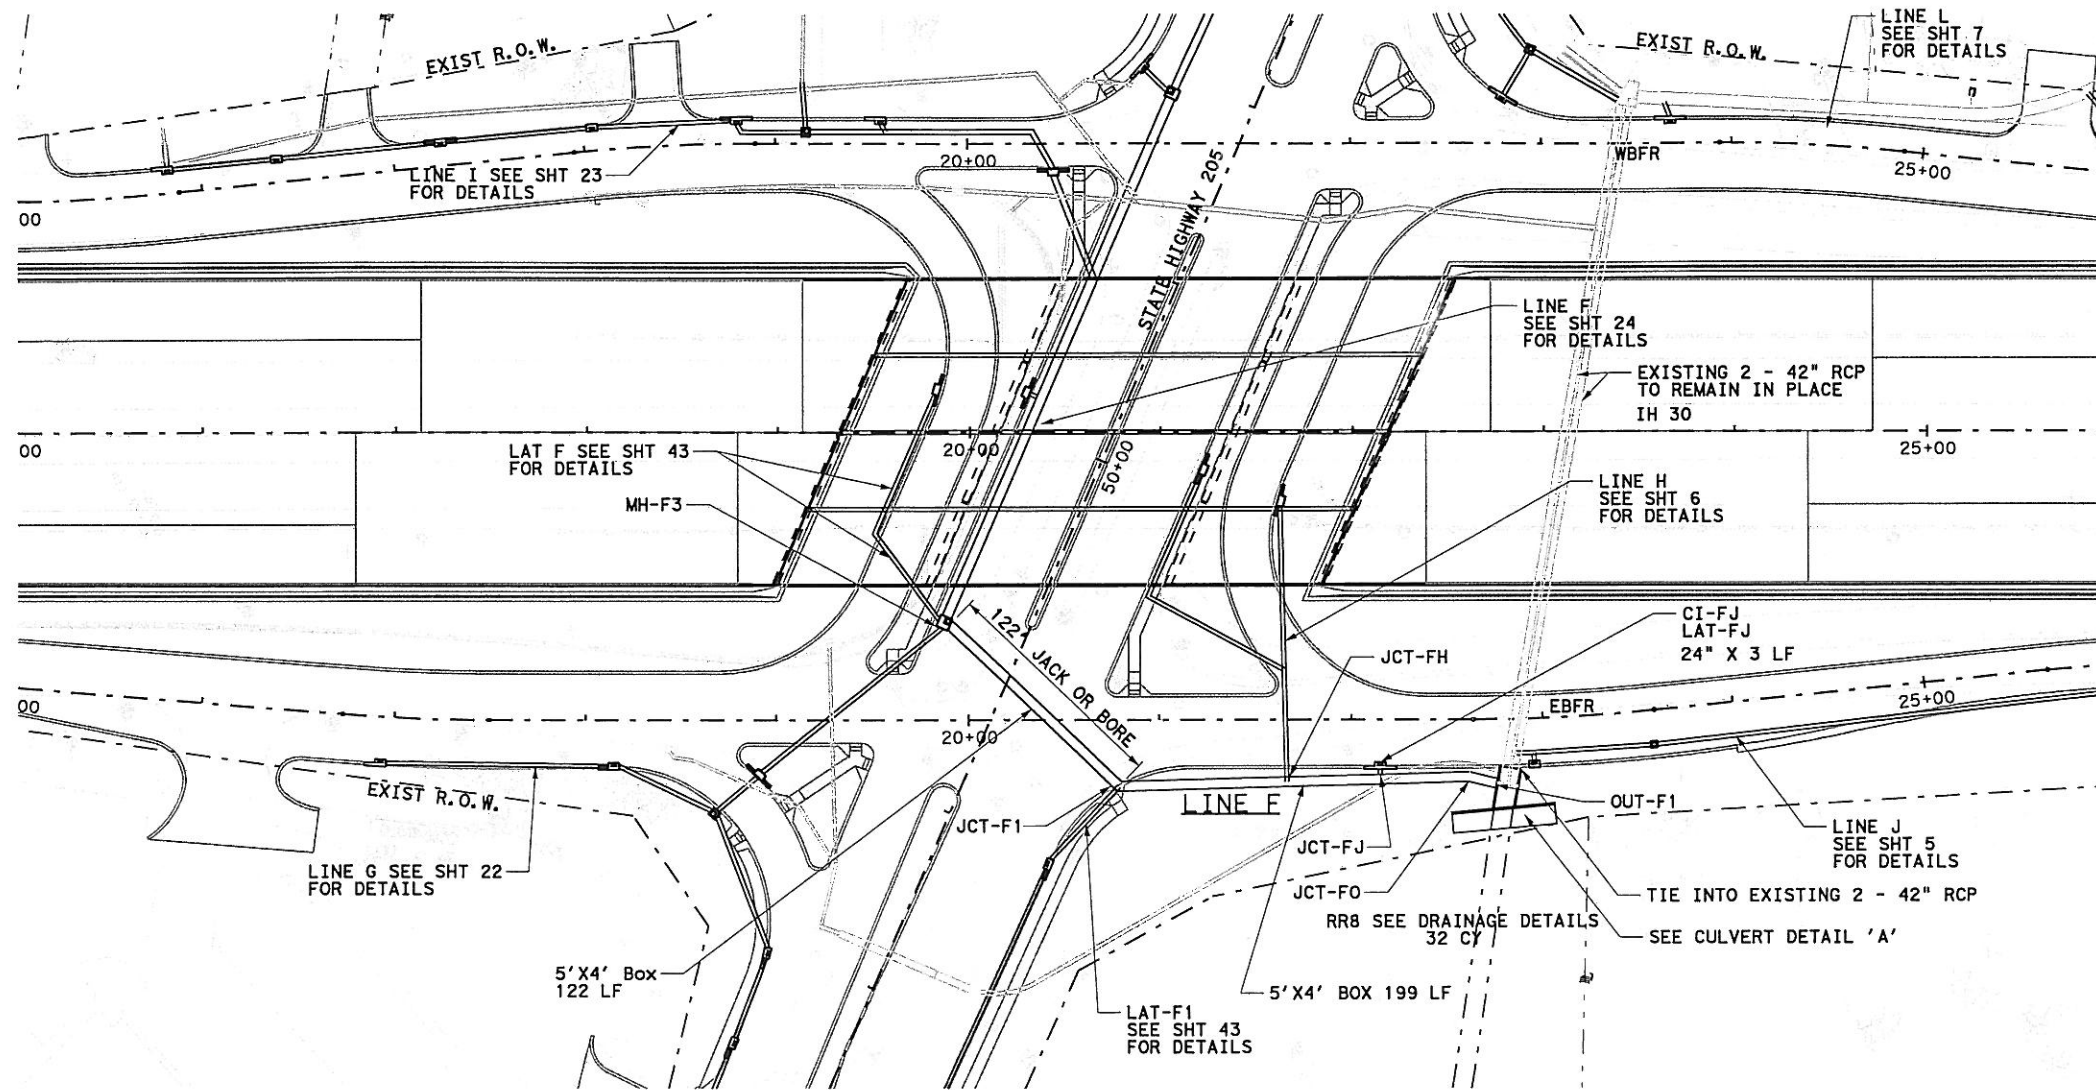 LINE L
SEE SHT 7
FOR DETAILS
EXIST R.O.W.
EXIST R.O.W.
20+00
WBFR
25+00
LINE I SEE SHT 23
FOR DETAILS
00
STATE HIGHWAY 205
LINE F
SEE SHT 24
FOR DETAILS
EXISTING 2 - 42" RCP
TO REMAIN IN PLACE
IH 30
00
LAT F SEE SHT 43
FOR DETAILS
20+00
50+00
25+00
MH-F3
LINE H
SEE SHT 6
FOR DETAILS
122' JACK OR BORE
CI-FJ
LAT-FJ
24" X 3 LF
JCT-FH
00
20+00
EBFR
25+00
EXIST R.O.W.
LINE F
OUT-F1
JCT-F1
JCT-FJ
LINE J
SEE SHT 5
FOR DETAILS
LINE G SEE SHT 22
FOR DETAILS
JCT-FO
TIE INTO EXISTING 2 - 42" RCP
RR8 SEE DRAINAGE DETAILS
32 CY
SEE CULVERT DETAIL 'A'
5'X4' Box
122 LF
5'X4' BOX 199 LF
LAT-F1
SEE SHT 43
FOR DETAILS